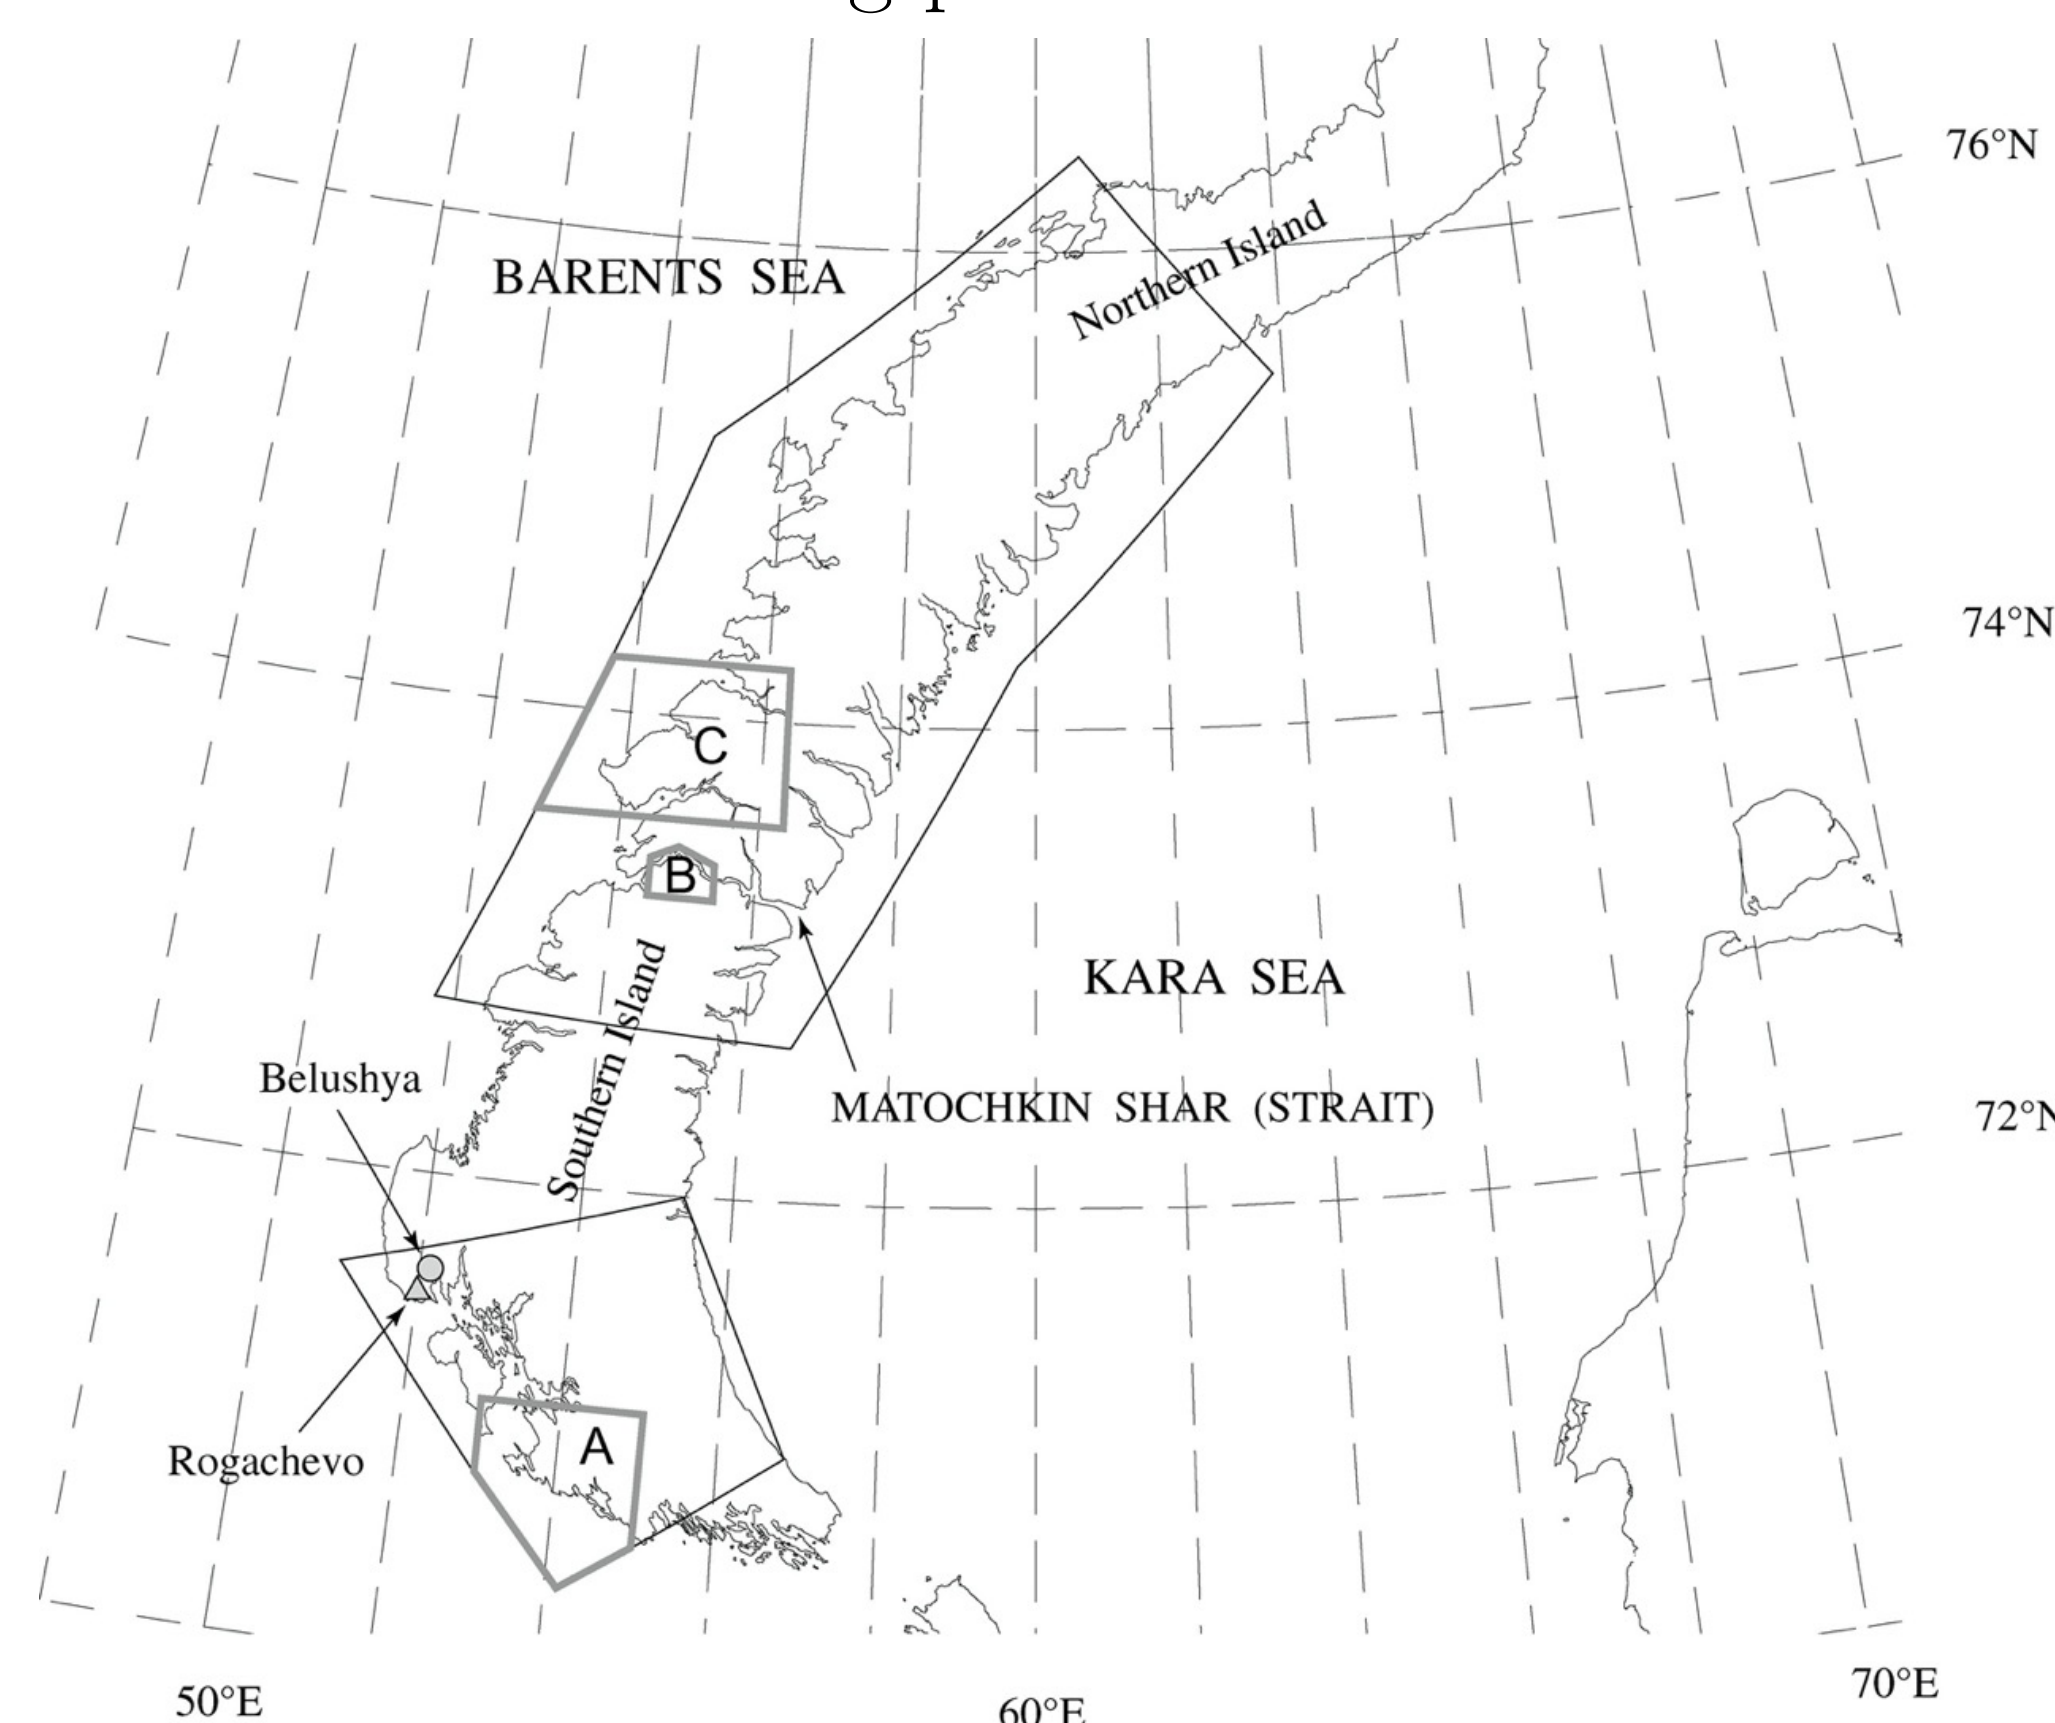 76°N
Northern Island
BARENTS SEA
74°N
C
B
Southern Island
KARA SEA
Belushya
MATOCHKIN SHAR (STRAIT)
72°N
A
Rogachevo
50°E
60°E
70°E